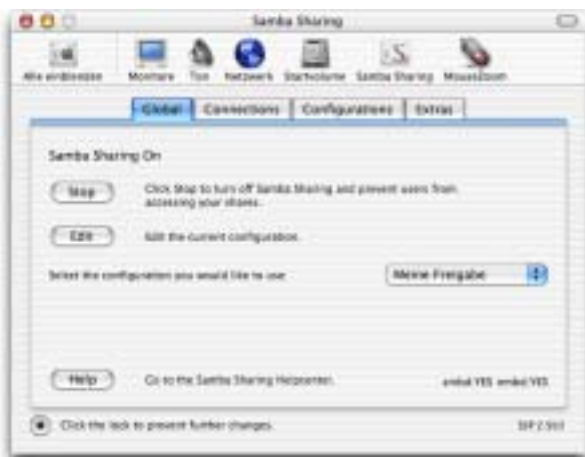 Samba Sharing
Alle einblenden Monitore Ton Netzwerk Startvolume Samba Sharing MouseZoom
Global Connections Configurations Extras
Samba Sharing On
Stop
Click Stop to turn off Samba Sharing and prevent users from
accessing your shares.
Edit
Edit the current configuration.
Select the configuration you would like to use
Meine Freigabe
Help
Go to the Samba Sharing Helpcenter.
YES YES
Click the lock to prevent further changes.